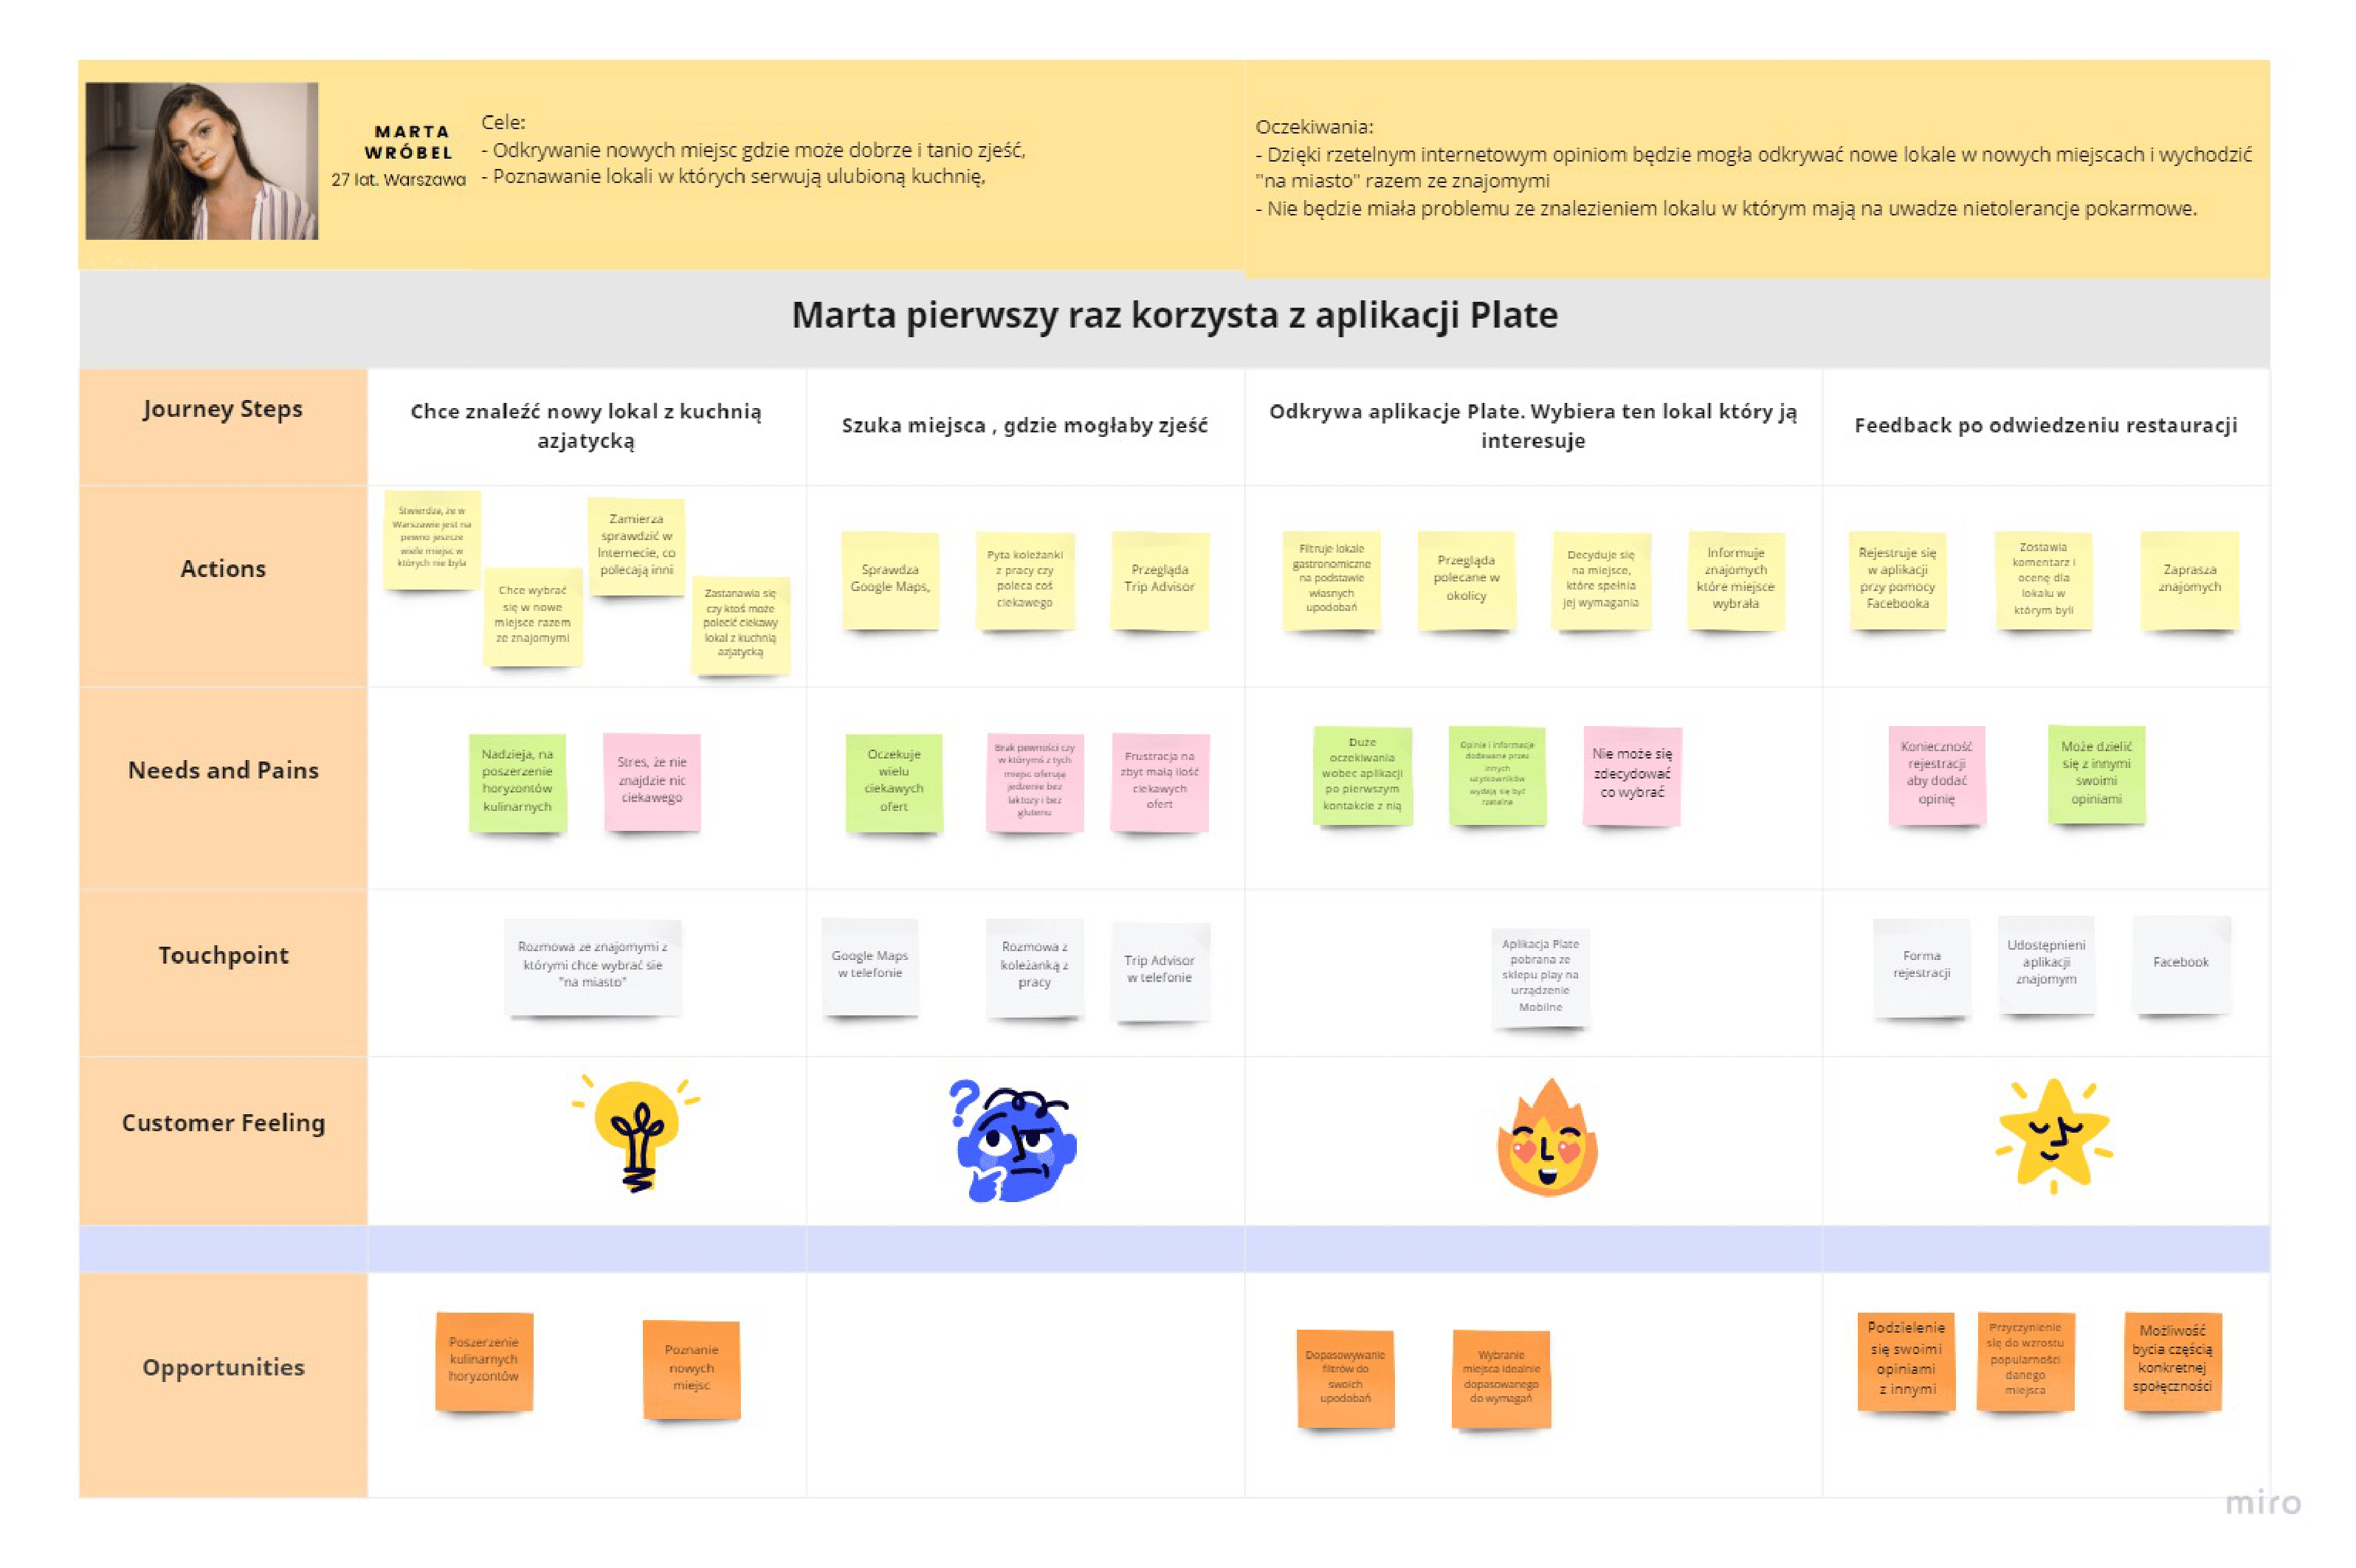 MARTA
WRÓBEL
27 lat. Warszawa
Cele:
- Odkrywanie nowych miejsc gdzie może dobrze i tanio zjeść,
- Poznawanie lokali w których serwują ulubioną kuchnię,
Oczekiwania:
- Dzięki rzetelnym internetowym opiniom będzie mogła odkrywać nowe lokale w nowych miejscach i wychodzić
"na miasto" razem ze znajomymi
- Nie będzie miała problemu ze znalezieniem lokalu w którym mają na uwadze nietolerancje pokarmowe.
Marta pierwszy raz korzysta z aplikacji Plate
Journey Steps
Chce znaleźć nowy lokal z kuchnią
azjatycką
Szuka miejsca , gdzie mogłaby zjeść
Odkrywa aplikacje Plate. Wybiera ten lokal który ją
interesuje
Feedback po odwiedzeniu restauracji
Actions
Stwierdza, że w
Warszawie jest na
pewno jeszcze
wiele miejsc w
których nie była
Chce wybrać
się w nowe
miejsce razem
ze znajomymi
Zamierza
sprawdzić w
Internecie, co
polecają inni
Zastanawia się
czy ktoś może
polecić ciekawy
lokal z kuchnią
azjatycką
Sprawdza
Google Maps,
Pyta koleżanki
z pracy czy
poleca coś
ciekawego
Przegląda
Trip Advisor
Filtruje lokale
gastronomiczne
na podstawie
własnych
upodobań
Przegląda
polecane w
okolicy
Decyduje się
na miejsce,
które spełnia
jej wymagania
Informuje
znajomych
które miejsce
wybrała
Rejestruje się
w aplikacji
przy pomocy
Facebooka
Zostawia
komentarz i
ocenę dla
lokalu w
którym byli
Zaprasza
znajomych
Needs and Pains
Nadzieja, na
poszerzenie
horyzontów
kulinarnych
Stres, że nie
znajdzie nic
ciekawego
Oczekuje
wielu
ciekawych
ofert
Brak pewności czy
w którymś z tych
miejsc oferują
jedzenie bez
laktozy i bez
glutenu
Frustracja na
zbyt małą ilość
ciekawych
ofert
Duże
oczekiwania
wobec aplikacji
po pierwszym
kontakcie z nią
Opinie i informacje
dodawane przez
innych
użytkowników
wydają się być
rzetelne
Nie może się
zdecydować
co wybrać
Konieczność
rejestracji
aby dodać
opinię
Może dzielić
się z innymi
swoimi
opiniami
Touchpoint
Rozmowa ze znajomymi z
którymi chce wybrać sie
"na miasto"
Google Maps
w telefonie
Rozmowa z
koleżanką z
pracy
Trip Advisor
w telefonie
Aplikacja Plate
pobrana ze
sklepu play na
urządzenie
Mobilne
Forma
rejestracji
Udostępnieni
aplikacji
znajomym
Facebook
Customer Feeling
Opportunities
Poszerzenie
kulinarnych
horyzontów
Poznanie
nowych
miejsc
Dopasowywanie
filtrów do
swoich
upodobań
Wybranie
miejsca idealnie
dopasowanego
do wymagań
Podzielenie
się swoimi
opiniami
z innymi
Przyczynienie
się do wzrostu
popularności
danego
miejsca
Możliwość
bycia częścią
konkretnej
społęczności
miro